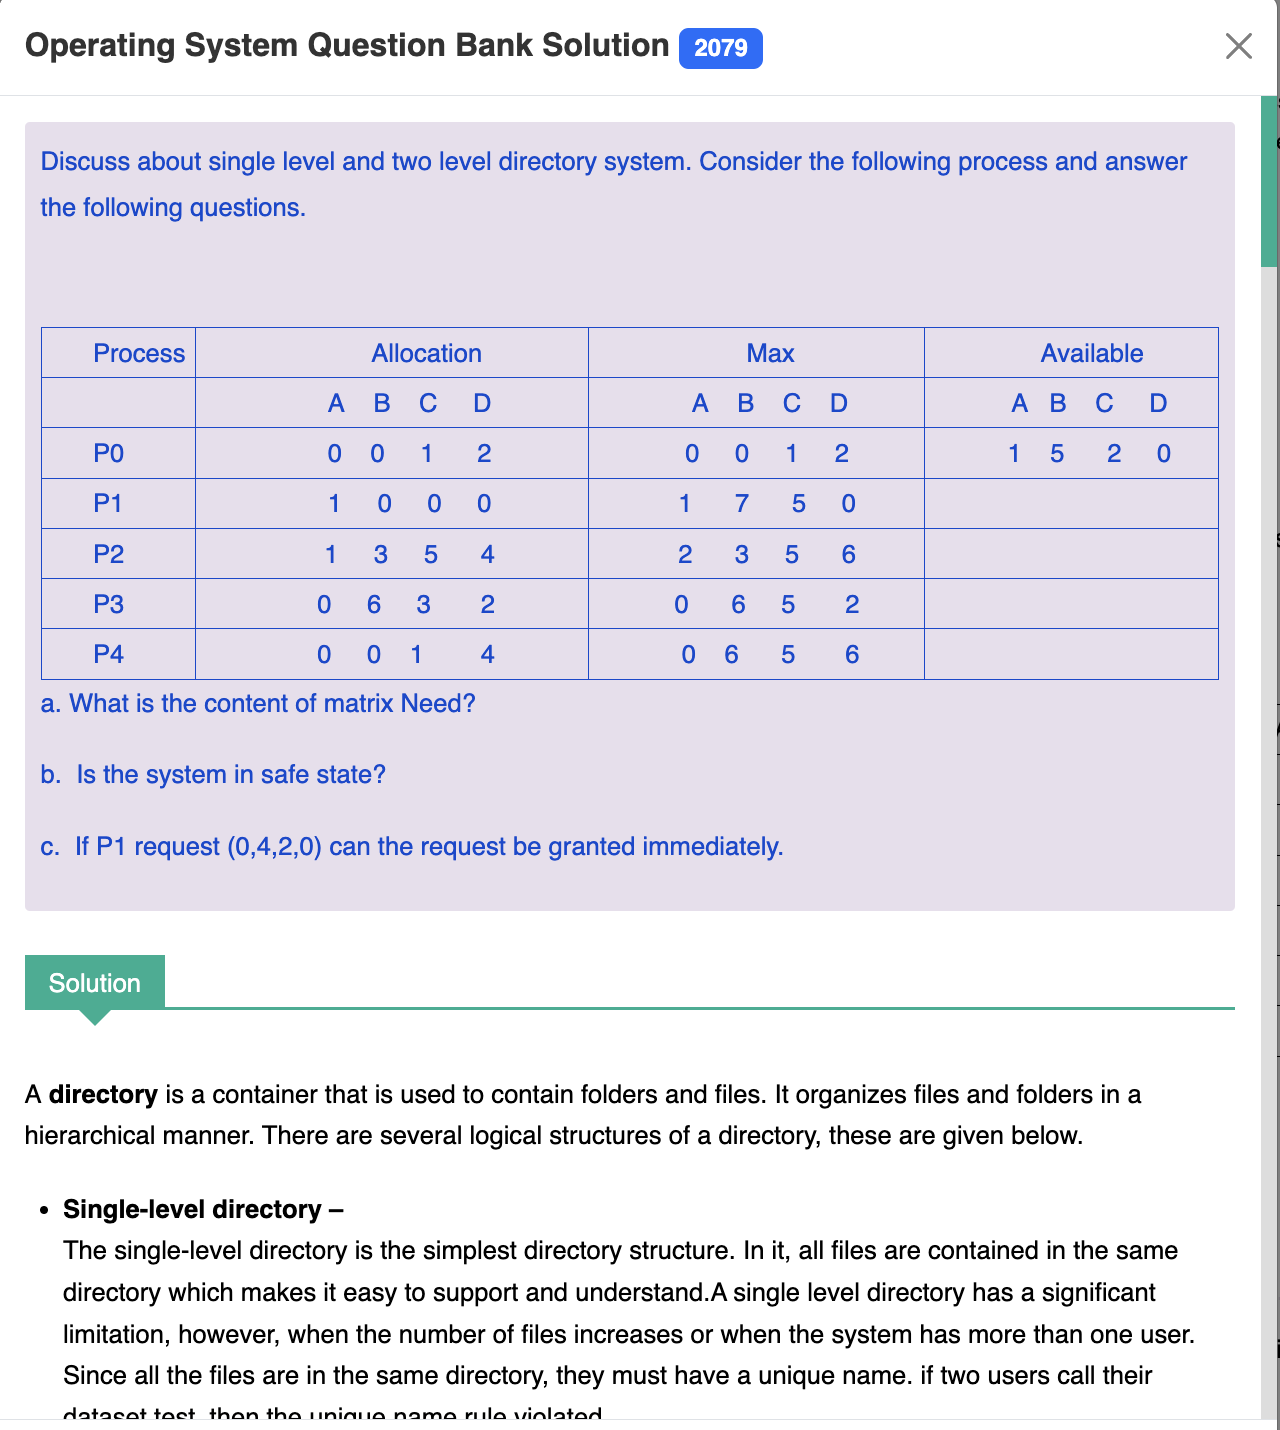 Operating System Question Bank Solution 2079
Discuss about single level and two level directory system. Consider the following process and answer
the following questions.
Process Allocation Max Available
A B C D A B C D A B C D
P0 0 0 1 2 0 0 1 2 1 5 2 0
P1 1 0 0 0 1 7 5 0
P2 1 3 5 4 2 3 5 6
P3 0 6 3 2 0 6 5 2
P4 0 0 1 4 0 6 5 6
a. What is the content of matrix Need?
b. Is the system in safe state?
c. If P1 request (0,4,2,0) can the request be granted immediately.
Solution
A directory is a container that is used to contain folders and files. It organizes files and folders in a
hierarchical manner. There are several logical structures of a directory, these are given below.
• Single-level directory –
The single-level directory is the simplest directory structure. In it, all files are contained in the same
directory which makes it easy to support and understand.A single level directory has a significant
limitation, however, when the number of files increases or when the system has more than one user.
Since all the files are in the same directory, they must have a unique name. if two users call their
dataset test, then the unique name rule violated.